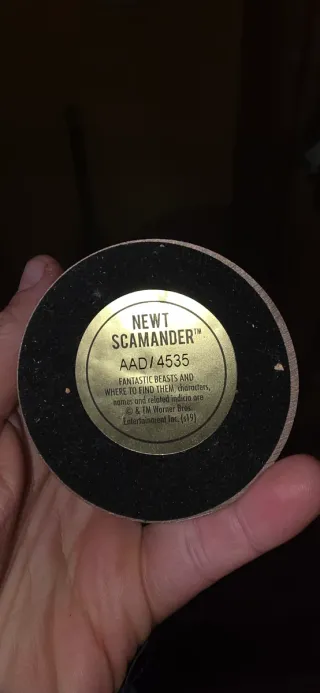 NEWT
SCAMANDER™
AAD/4535
FANTASTIC BEASTS AND
WHERE TO FIND THEM, characters,
names and related indicia are
© & TM Warner Bros.
Entertainment Inc. (s19)